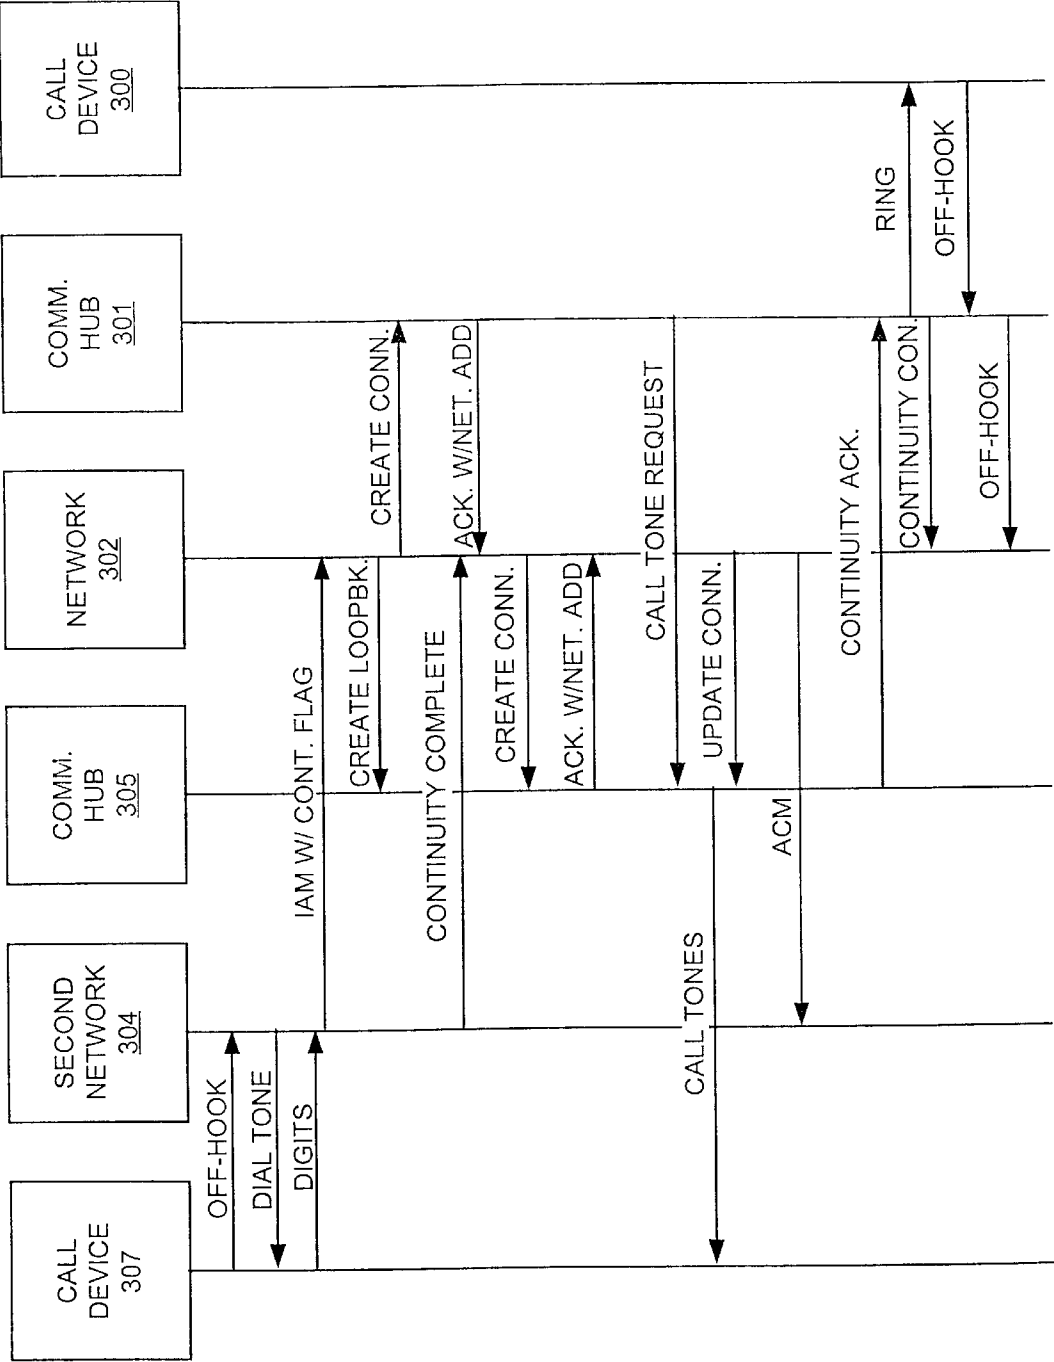 CALL
DEVICE
307
SECOND
NETWORK
304
COMM.
HUB
305
NETWORK
302
COMM.
HUB
301
CALL
DEVICE
300
OFF-HOOK
DIAL TONE
DIGITS
IAM W/ CONT. FLAG
CREATE LOOPBK.
CREATE CONN.
CONTINUITY COMPLETE
ACK. W/NET. ADD
CREATE CONN.
ACK. W/NET. ADD
CALL TONE REQUEST
CALL TONES
UPDATE CONN.
ACM
CONTINUITY ACK.
RING
CONTINUITY CON.
OFF-HOOK
OFF-HOOK